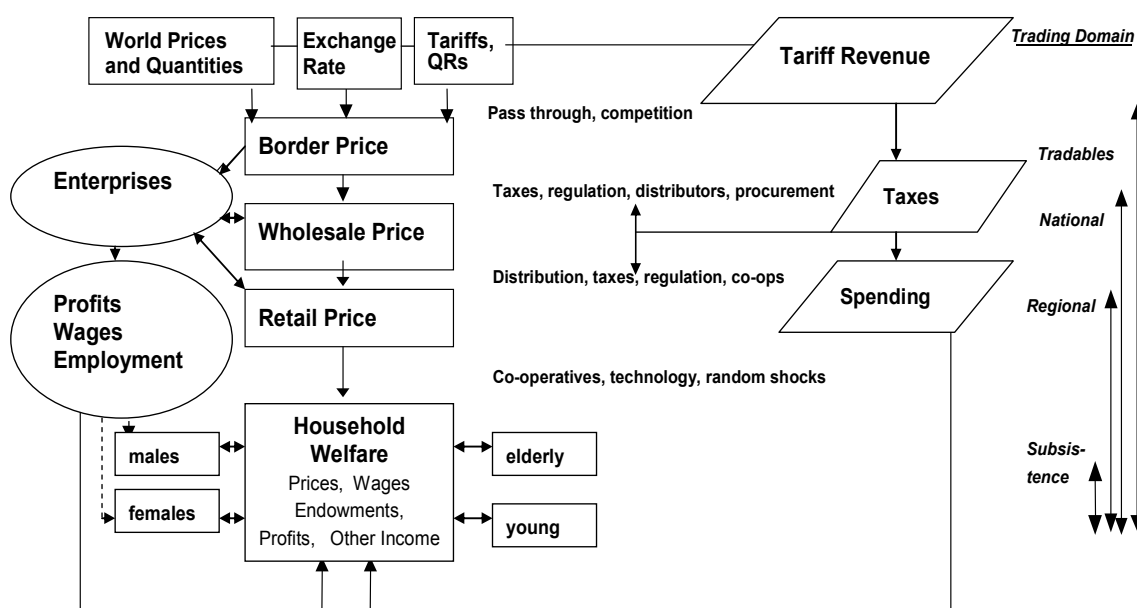 World Prices
and Quantities
Exchange
Rate
Tariffs,
QRs
Tariff Revenue
Trading Domain
Pass through, competition
Border Price
Tradables
Enterprises
Taxes, regulation, distributors, procurement
Taxes
National
Wholesale Price
Distribution, taxes, regulation, co-ops
Spending
Regional
Profits
Wages
Employment
Retail Price
Co-operatives, technology, random shocks
Household
Welfare
Prices, Wages
Endowments,
Profits, Other Income
males
females
elderly
young
Subsis-
tence